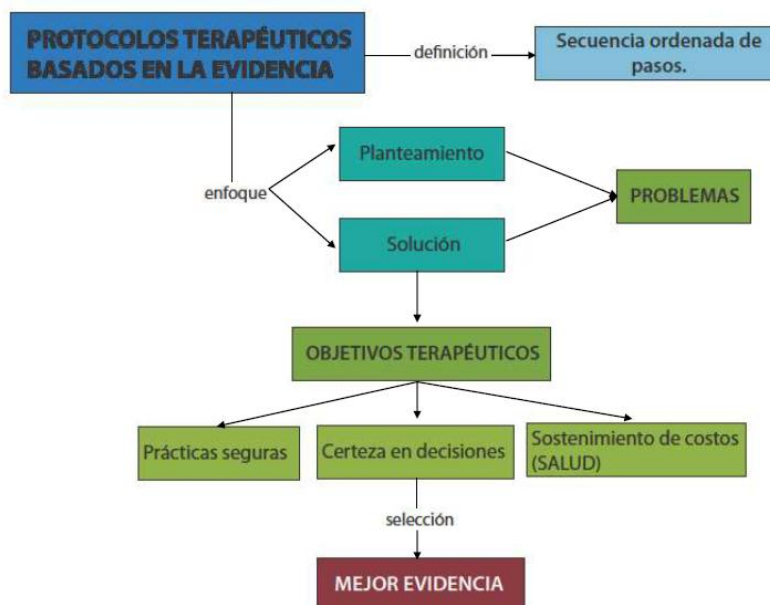 PROTOCOLOS TERAPÉUTICOS
BASADOS EN LA EVIDENCIA
definición
Secuencia ordenada de
pasos.
Planteamiento
enfoque
PROBLEMAS
Solución
OBJETIVOS TERAPÉUTICOS
Prácticas seguras
Certeza en decisiones
Sostenimiento de costos
(SALUD)
selección
MEJOR EVIDENCIA